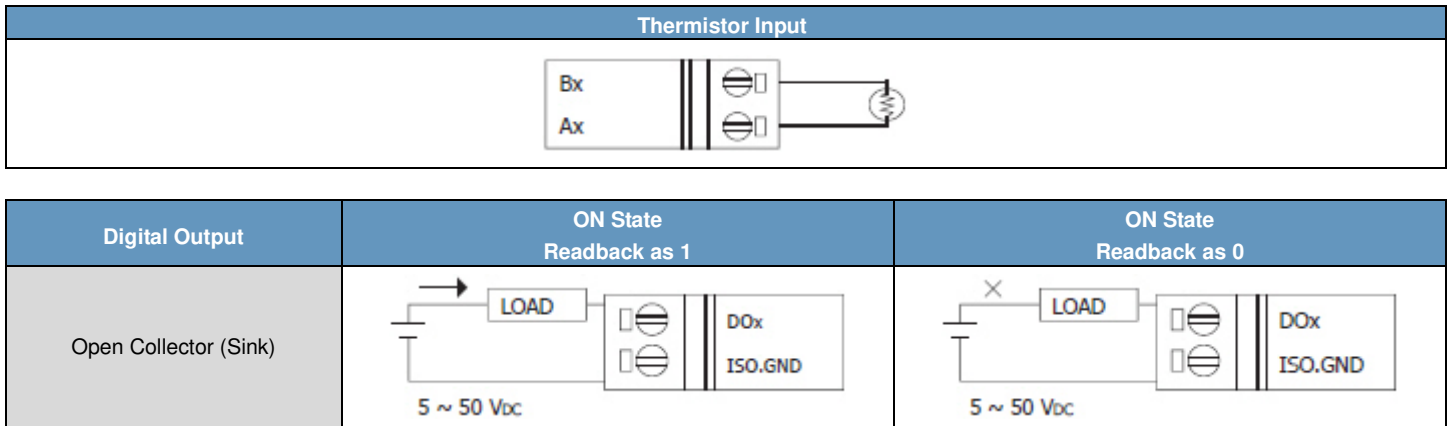 Thermistor Input
Bx
Ax
Digital Output
ON State
Readback as 1
ON State
Readback as 0
Open Collector (Sink)
LOAD
DOx
ISO.GND
5 ~ 50 VDC
LOAD
DOx
ISO.GND
5 ~ 50 VDC